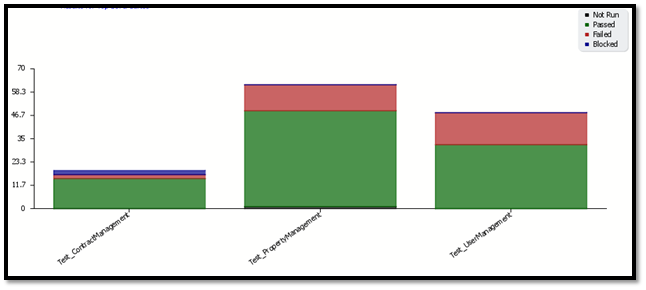 Not Run
Passed
Failed
Blocked
70
58.3
46.7
35
23.3
11.7
0
Test_ContractManagement
Test_PropertyManagement
Test_UserManagement